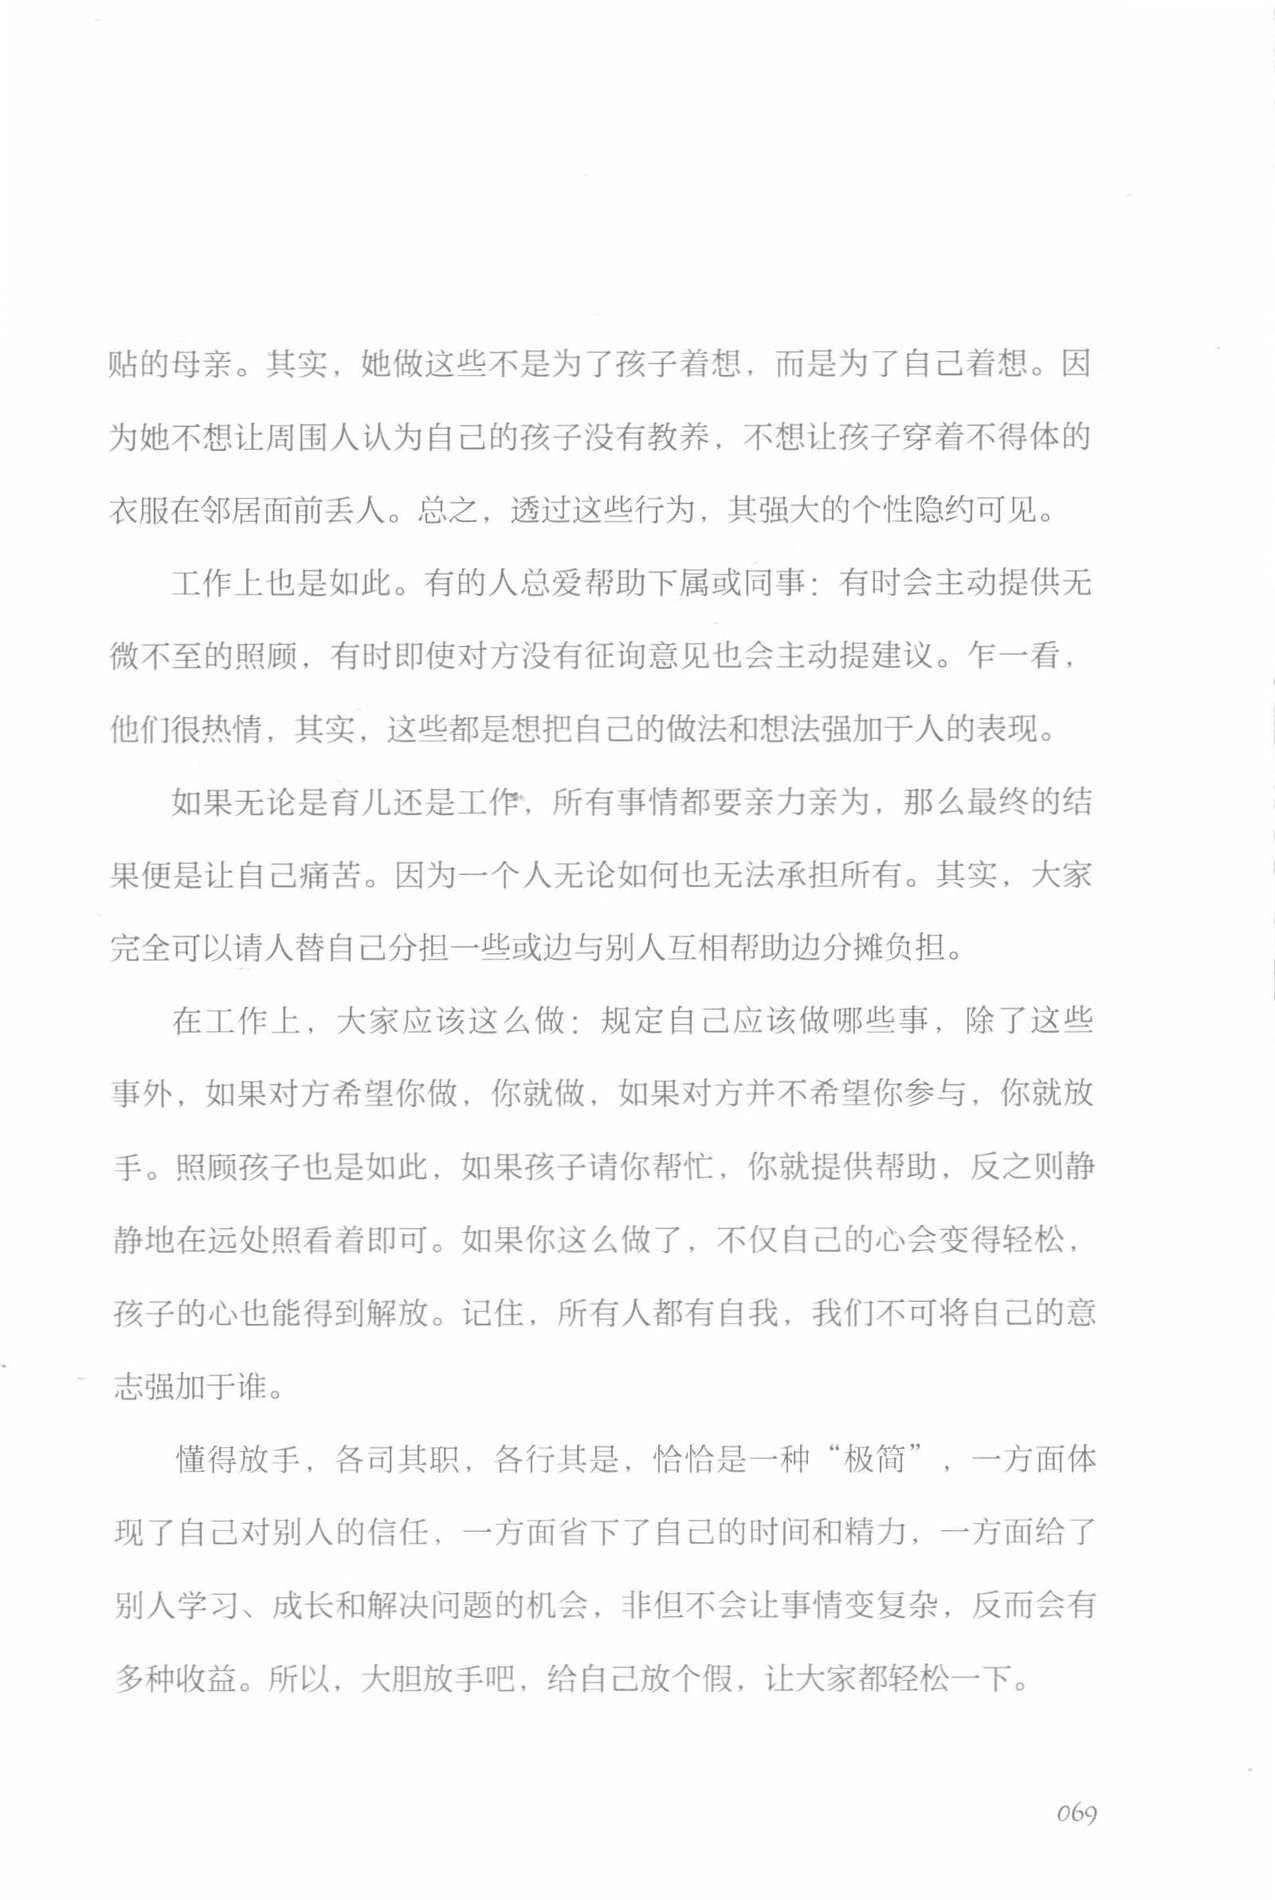 贴的母亲。其实，她做这些不是为了孩子着想，而是为了自己着想。因
为她不想让周围人认为自己的孩子没有教养，不想让孩子穿着不得体的
衣服在邻居面前丢人。总之，透过这些行为，其强大的个性隐约可见。
工作上也是如此。有的人总爱帮助下属或同事：有时会主动提供无
微不至的照顾，有时即使对方没有征询意见也会主动提建议。乍一看，
他们很热情，其实，这些都是想把自己的做法和想法强加于人的表现。
如果无论是育儿还是工作，所有事情都要亲力亲为，那么最终的结
果便是让自己痛苦。因为一个人无论如何也无法承担所有。其实，大家
完全可以请人替自己分担一些或边与别人互相帮助边分摊负担。
在工作上，大家应该这么做：规定自己应该做哪些事，除了这些
事外，如果对方希望你做，你就做，如果对方并不希望你参与，你就放
手。照顾孩子也是如此，如果孩子请你帮忙，你就提供帮助，反之则静
静地在远处照看着即可。如果你这么做了，不仅自己的心会变得轻松，
孩子的心也能得到解放。记住，所有人都有自我，我们不可将自己的意
志强加于谁。
懂得放手，各司其职，各行其是，恰恰是一种“极简”，一方面体
现了自己对别人的信任，一方面省下了自己的时间和精力，一方面给了
别人学习、成长和解决问题的机会，非但不会让事情变复杂，反而会有
多种收益。所以，大胆放手吧，给自己放个假，让大家都轻松一下。
069